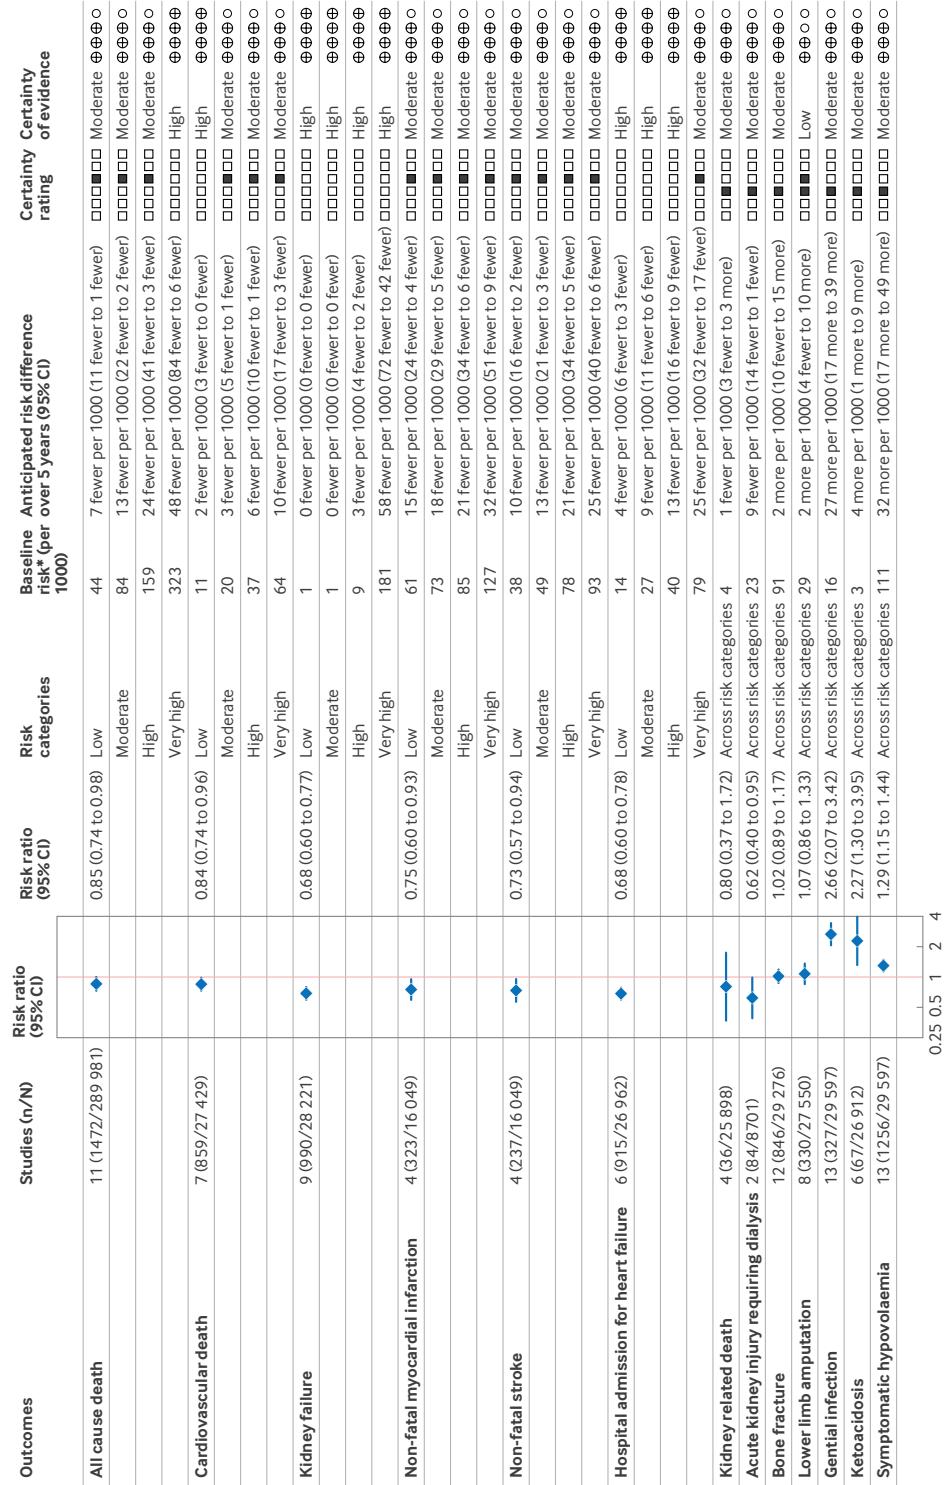 Outcomes Studies (n/N) Risk ratio (95% CI) Risk ratio (95% CI) Risk categories Baseline risk* (per 1000) Anticipated risk difference over 5 years (95% CI) Certainty rating Certainty of evidence
All cause death 11 (1472/289 981) 0.85 (0.74 to 0.98) Low 44 7 fewer per 1000 (11 fewer to 1 fewer) □□□■□□ Moderate ⊕⊕⊕○
Moderate 84 13 fewer per 1000 (22 fewer to 2 fewer) □□□■□□ Moderate ⊕⊕⊕○
High 159 24 fewer per 1000 (41 fewer to 3 fewer) □□□■□□ Moderate ⊕⊕⊕○
Very high 323 48 fewer per 1000 (84 fewer to 6 fewer) □□□□□□ High ⊕⊕⊕⊕
Cardiovascular death 7 (859/27 429) 0.84 (0.74 to 0.96) Low 11 2 fewer per 1000 (3 fewer to 0 fewer) □□□□□□ High ⊕⊕⊕⊕
Moderate 20 3 fewer per 1000 (5 fewer to 1 fewer) □□□■□□ Moderate ⊕⊕⊕○
High 37 6 fewer per 1000 (10 fewer to 1 fewer) □□□■□□ Moderate ⊕⊕⊕○
Very high 64 10 fewer per 1000 (17 fewer to 3 fewer) □□□■□□ Moderate ⊕⊕⊕○
Kidney failure 9 (990/28 221) 0.68 (0.60 to 0.77) Low 1 0 fewer per 1000 (0 fewer to 0 fewer) □□□□□□ High ⊕⊕⊕⊕
Moderate 1 0 fewer per 1000 (0 fewer to 0 fewer) □□□□□□ High ⊕⊕⊕⊕
High 9 3 fewer per 1000 (4 fewer to 2 fewer) □□□□□□ High ⊕⊕⊕⊕
Very high 181 58 fewer per 1000 (72 fewer to 42 fewer) □□□□□□ High ⊕⊕⊕⊕
Non-fatal myocardial infarction 4 (323/16 049) 0.75 (0.60 to 0.93) Low 61 15 fewer per 1000 (24 fewer to 4 fewer) □□□■□□ Moderate ⊕⊕⊕○
Moderate 73 18 fewer per 1000 (29 fewer to 5 fewer) □□□■□□ Moderate ⊕⊕⊕○
High 85 21 fewer per 1000 (34 fewer to 6 fewer) □□□■□□ Moderate ⊕⊕⊕○
Very high 127 32 fewer per 1000 (51 fewer to 9 fewer) □□□■□□ Moderate ⊕⊕⊕○
Non-fatal stroke 4 (237/16 049) 0.73 (0.57 to 0.94) Low 38 10 fewer per 1000 (16 fewer to 2 fewer) □□□■□□ Moderate ⊕⊕⊕○
Moderate 49 13 fewer per 1000 (21 fewer to 3 fewer) □□□■□□ Moderate ⊕⊕⊕○
High 78 21 fewer per 1000 (34 fewer to 5 fewer) □□□■□□ Moderate ⊕⊕⊕○
Very high 93 25 fewer per 1000 (40 fewer to 6 fewer) □□□■□□ Moderate ⊕⊕⊕○
Hospital admission for heart failure 6 (915/26 962) 0.68 (0.60 to 0.78) Low 14 4 fewer per 1000 (6 fewer to 3 fewer) □□□□□□ High ⊕⊕⊕⊕
Moderate 27 9 fewer per 1000 (11 fewer to 6 fewer) □□□□□□ High ⊕⊕⊕⊕
High 40 13 fewer per 1000 (16 fewer to 9 fewer) □□□□□□ High ⊕⊕⊕⊕
Very high 79 25 fewer per 1000 (32 fewer to 17 fewer) □□□■□□ Moderate ⊕⊕⊕○
Kidney related death 4 (36/25 898) 0.80 (0.37 to 1.72) Across risk categories 4 1 fewer per 1000 (3 fewer to 3 more) □□■□□□ Moderate ⊕⊕⊕○
Acute kidney injury requiring dialysis 2 (84/8701) 0.62 (0.40 to 0.95) Across risk categories 23 9 fewer per 1000 (14 fewer to 1 fewer) □□■□□□ Moderate ⊕⊕⊕○
Bone fracture 12 (846/29 276) 1.02 (0.89 to 1.17) Across risk categories 91 2 more per 1000 (10 fewer to 15 more) □□■□□□ Moderate ⊕⊕⊕○
Lower limb amputation 8 (330/27 550) 1.07 (0.86 to 1.33) Across risk categories 29 2 more per 1000 (4 fewer to 10 more) □□■■□□ Low ⊕⊕○○
Gential infection 13 (327/29 597) 2.66 (2.07 to 3.42) Across risk categories 16 27 more per 1000 (17 more to 39 more) □□■□□□ Moderate ⊕⊕⊕○
Ketoacidosis 6 (67/26 912) 2.27 (1.30 to 3.95) Across risk categories 3 4 more per 1000 (1 more to 9 more) □□■□□□ Moderate ⊕⊕⊕○
Symptomatic hypovolaemia 13 (1256/29 597) 1.29 (1.15 to 1.44) Across risk categories 111 32 more per 1000 (17 more to 49 more) □□■□□□ Moderate ⊕⊕⊕○
0.25 0.5 1 2 4